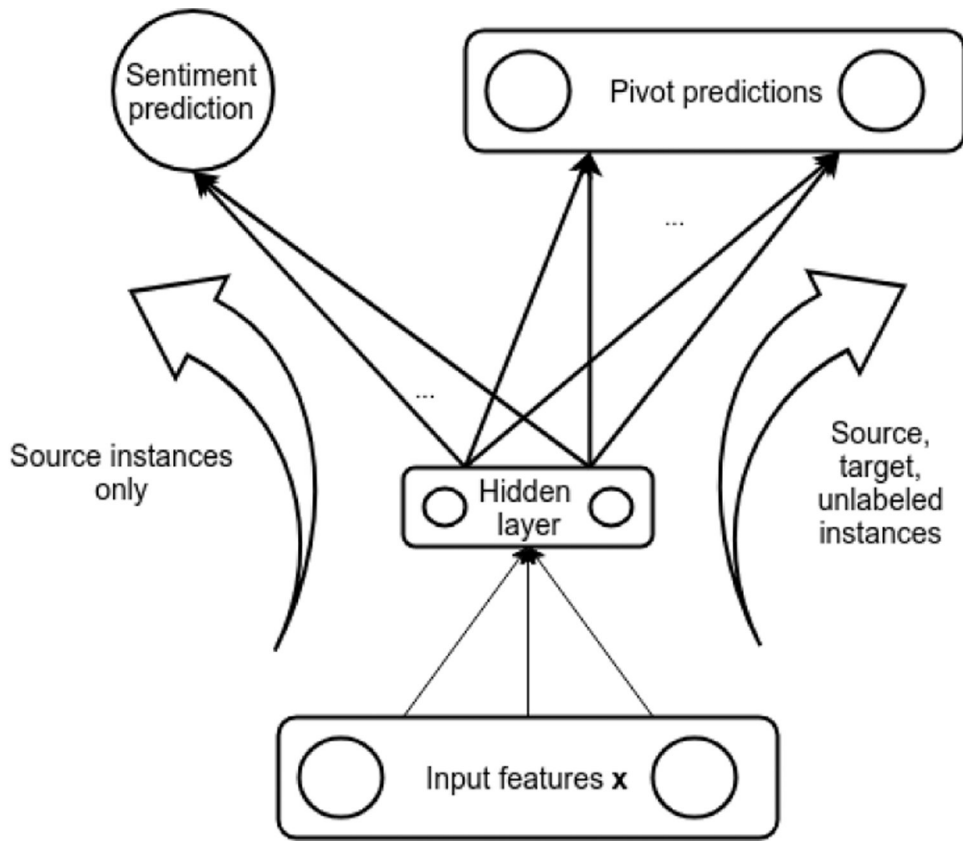 Sentiment
prediction
Pivot predictions
...
...
Source instances
only
Source,
target,
unlabeled
instances
Hidden
layer
Input features x